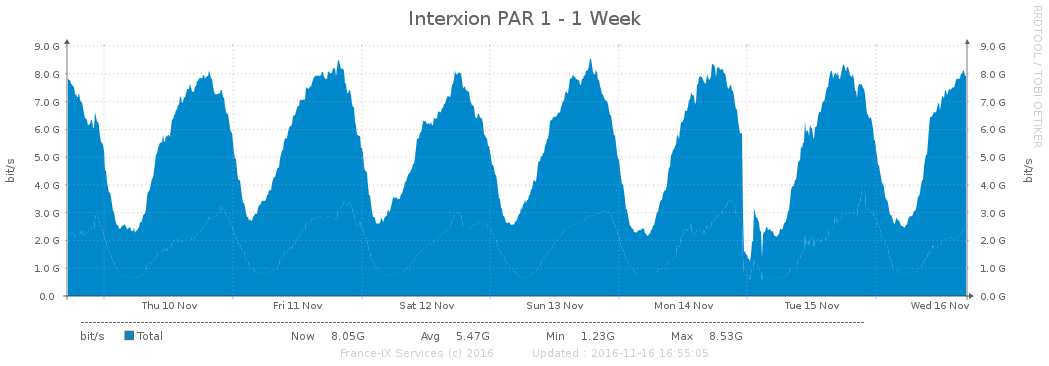 Interxion PAR 1 - 1 Week
RRDTOOL / TOBI OETIKER
bit/s
9.0 G
8.0 G
7.0 G
6.0 G
5.0 G
4.0 G
3.0 G
2.0 G
1.0 G
0.0
9.0 G
8.0 G
7.0 G
6.0 G
5.0 G
4.0 G
3.0 G
2.0 G
1.0 G
0.0 G
bit/s
Thu 10 Nov Fri 11 Nov Sat 12 Nov Sun 13 Nov Mon 14 Nov Tue 15 Nov Wed 16 Nov
bit/s Total Now 8.05G Avg 5.47G Min 1.23G Max 8.53G
France-IX Services (c) 2016 Updated : 2016-11-16 16:55:05